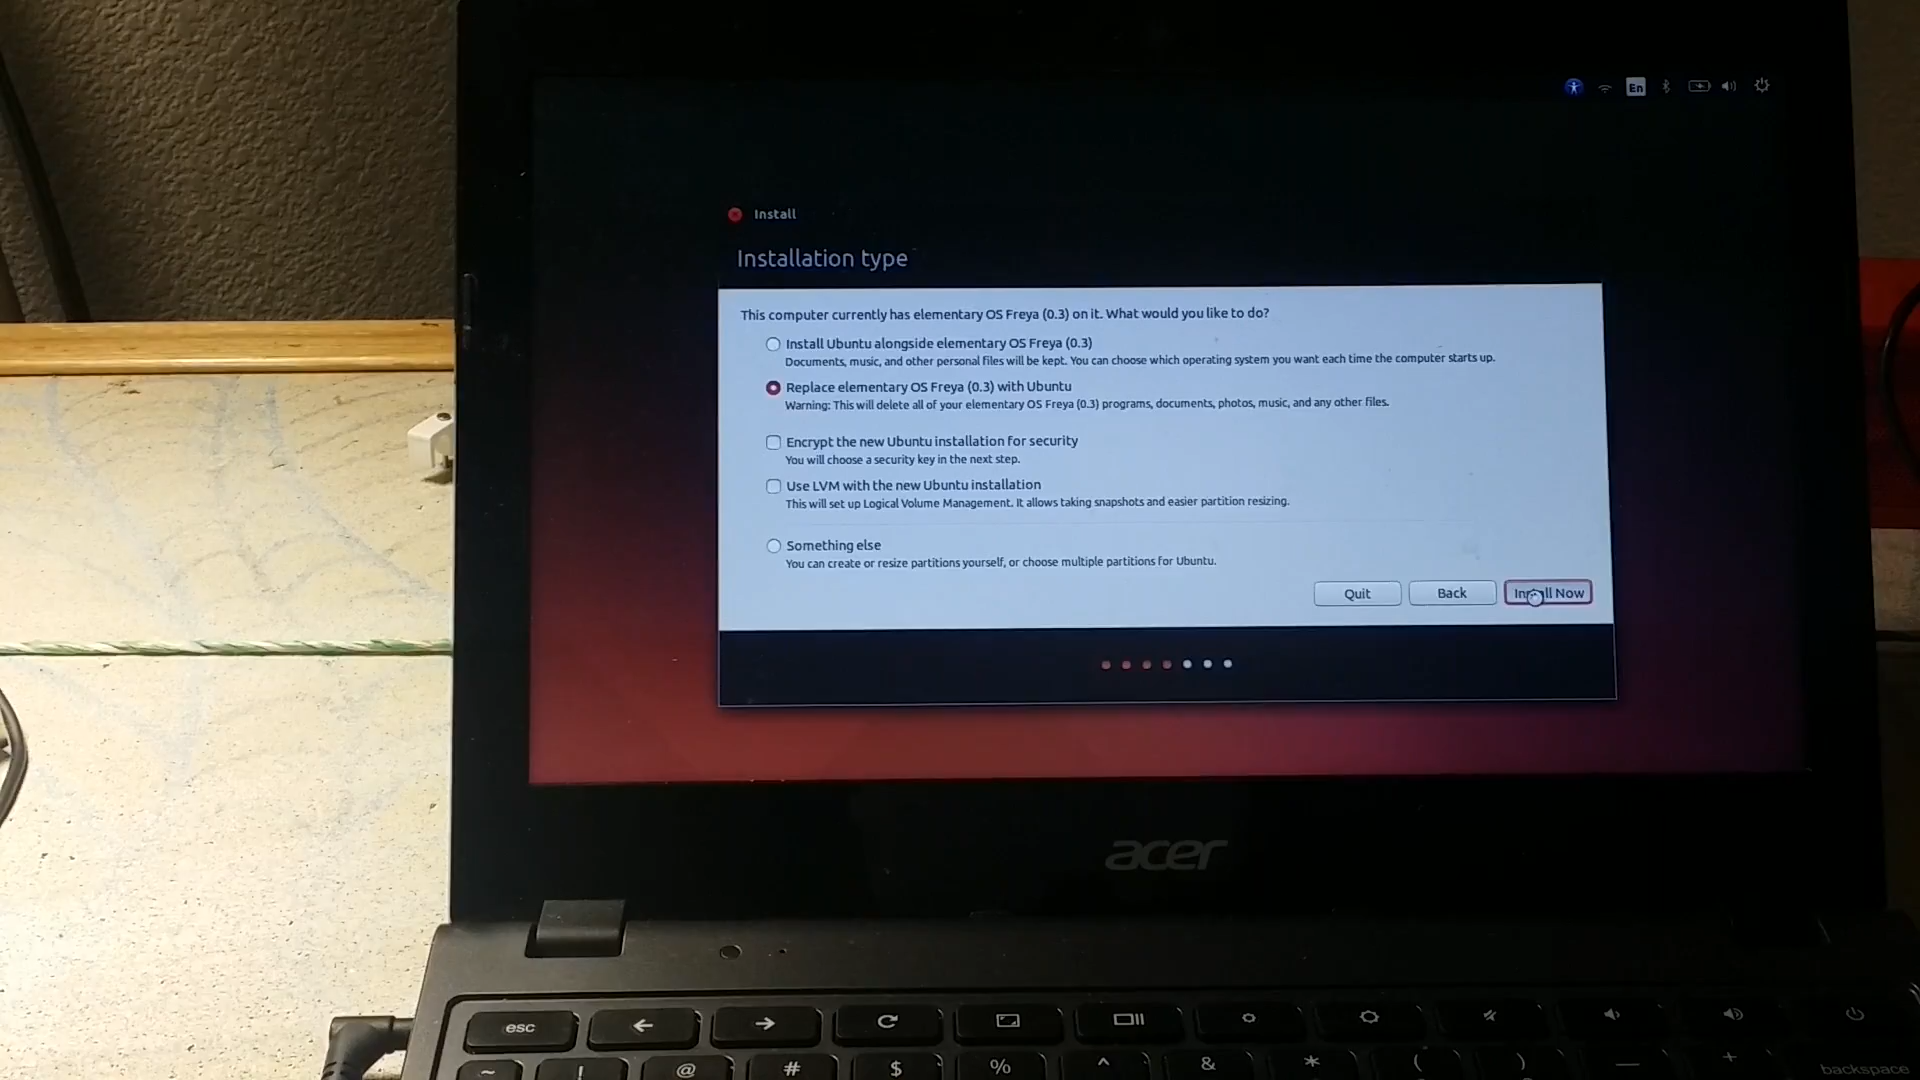 En
Install
Installation type
This computer currently has elementary OS Freya (0.3) on it. What would you like to do?
Install Ubuntu alongside elementary OS Freya (0.3)
Documents, music, and other personal files will be kept. You can choose which operating system you want each time the computer starts up.
Replace elementary OS Freya (0.3) with Ubuntu
Warning: This will delete all of your elementary OS Freya (0.3) programs, documents, photos, music, and any other files.
Encrypt the new Ubuntu installation for security
You will choose a security key in the next step.
Use LVM with the new Ubuntu installation
This will set up Logical Volume Management. It allows taking snapshots and easier partition resizing.
Something else
You can create or resize partitions yourself, or choose multiple partitions for Ubuntu.
Quit Back Install Now
acer
esc
~ ! @ # $ % ^ & * ( ) — + backspace